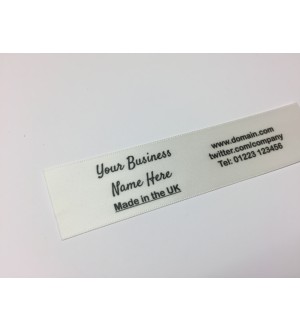 Your Business
Name Here
Made in the UK
www.domain.com
twitter.com/company
Tel: 01223 123456